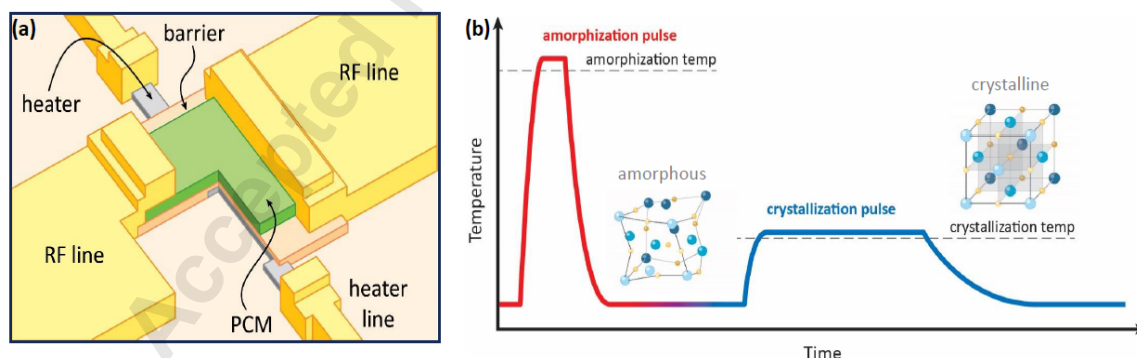 (a)
barrier
RF line
heater
RF line
heater
line
PCM
Accepted
(b)
amorphization pulse
amorphization temp
crystalline
amorphous
crystallization pulse
crystallization temp
Temperature
Time